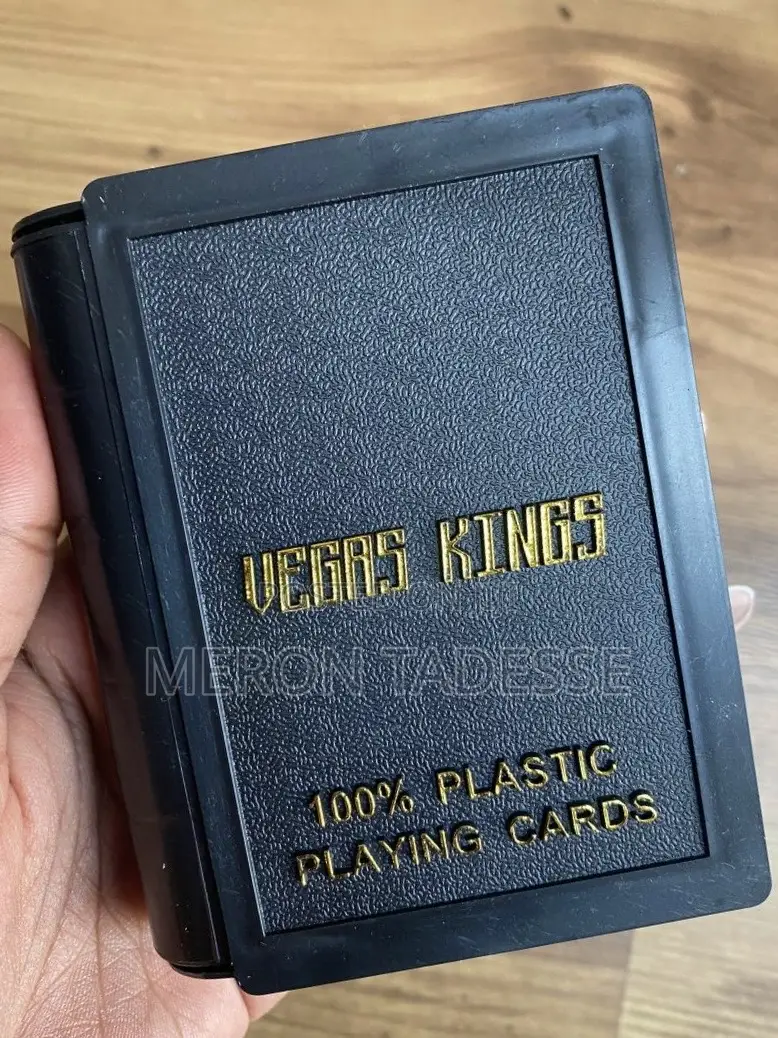 VEGAS KINGS
MERON TADESSE
100% PLASTIC
PLAYING CARDS